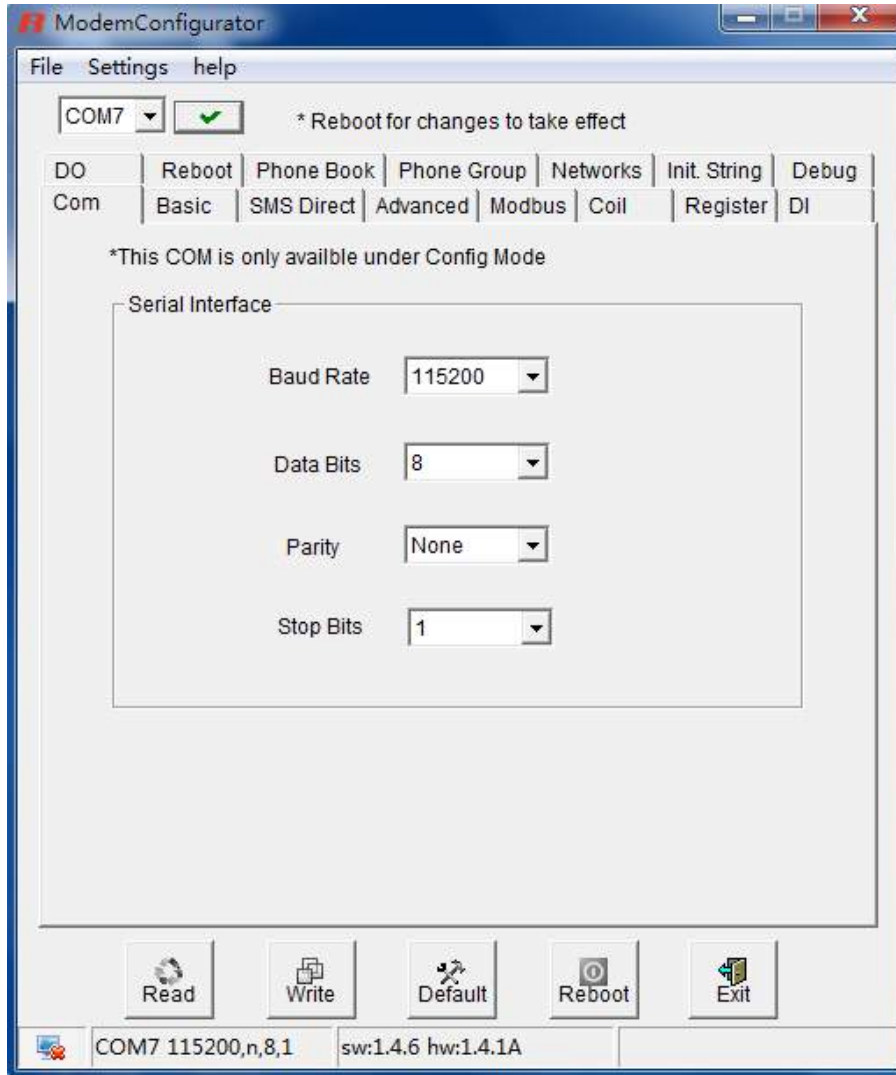 ModemConfigurator
File Settings help
COM7 * Reboot for changes to take effect
DO Reboot Phone Book Phone Group Networks Init. String Debug
Com Basic SMS Direct Advanced Modbus Coil Register DI
*This COM is only availble under Config Mode
Serial Interface
Baud Rate 115200
Data Bits 8
Parity None
Stop Bits 1
Read Write Default Reboot Exit
COM7 115200,n,8,1 sw:1.4.6 hw:1.4.1A